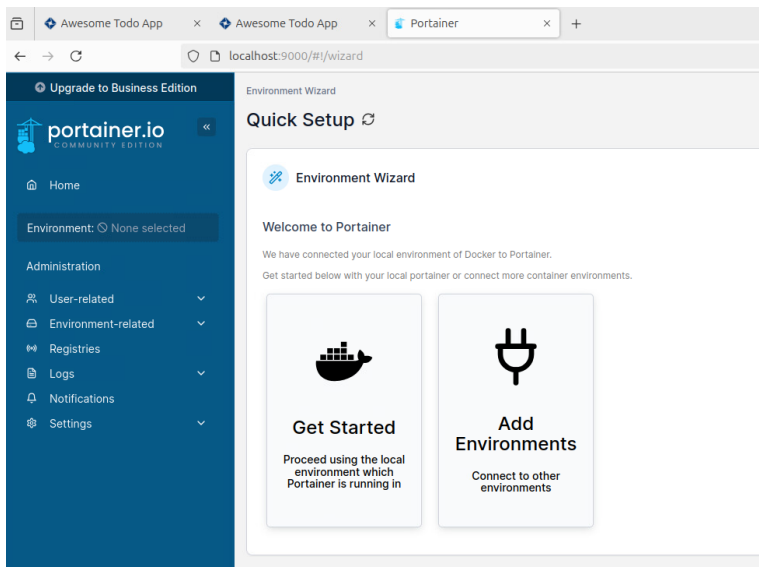 Awesome Todo App
Awesome Todo App
Portainer
localhost:9000/#!/wizard
Upgrade to Business Edition
portainer.io
COMMUNITY EDITION
Home
Environment: None selected
Administration
User-related
Environment-related
Registries
Logs
Notifications
Settings
Environment Wizard
Quick Setup
Environment Wizard
Welcome to Portainer
We have connected your local environment of Docker to Portainer.
Get started below with your local portainer or connect more container environments.
Get Started
Proceed using the local
environment which
Portainer is running in
Add
Environments
Connect to other
environments